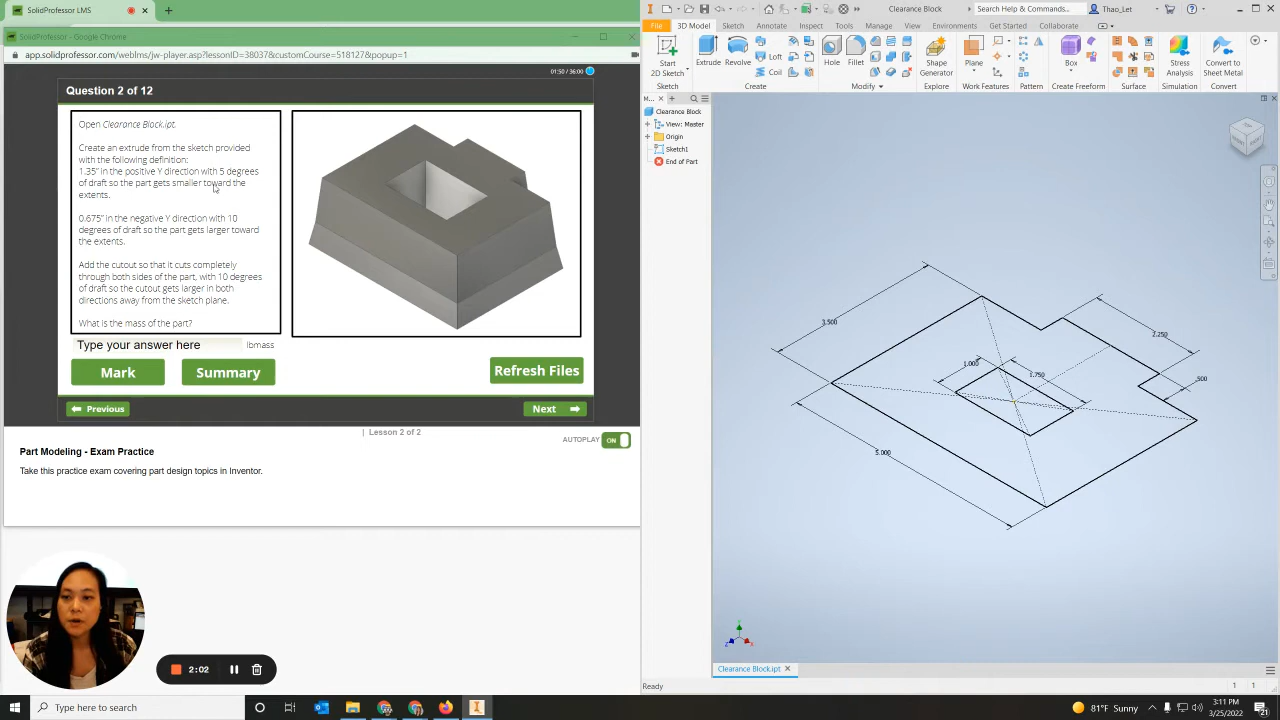 SolidProfessor LMS
SolidProfessor - Google Chrome
app.solidprofessor.com/weblms/jw-player.asp?lessonID=38037&customCourse=518127&popup=1
01:50 / 36:00
Question 2 of 12
Open Clearance Block.ipt.
Create an extrude from the sketch provided
with the following definition:
1.35" in the positive Y direction with 5 degrees
of draft so the part gets smaller toward the
extents.
0.675" in the negative Y direction with 10
degrees of draft so the part gets larger toward
the extents.
Add the cutout so that it cuts completely
through both sides of the part, with 10 degrees
of draft so the cutout gets larger in both
directions away from the sketch plane.
What is the mass of the part?
Type your answer here lbmass
Mark Summary Refresh Files
Previous Next
| Lesson 2 of 2
AUTOPLAY ON
Part Modeling - Exam Practice
Take this practice exam covering part design topics in Inventor.
2:02
Clearance Block Search Help & Commands... Thao_Let
File 3D Model Sketch Annotate Inspect Tools Manage View Environments Get Started Collaborate
Start
2D Sketch
Extrude Revolve Loft Coil
Hole Fillet
Shape
Generator
Plane
Box
Stress
Analysis
Convert to
Sheet Metal
Sketch Create Modify Explore Work Features Pattern Create Freeform Surface Simulation Convert
M...
Clearance Block
View: Master
Origin
Sketch1
End of Part
3.500
2.250
1.000
1.750
.500
5.000
Clearance Block.ipt
Ready 1 1
Type here to search
81°F Sunny
3:11 PM
3/25/2022
21